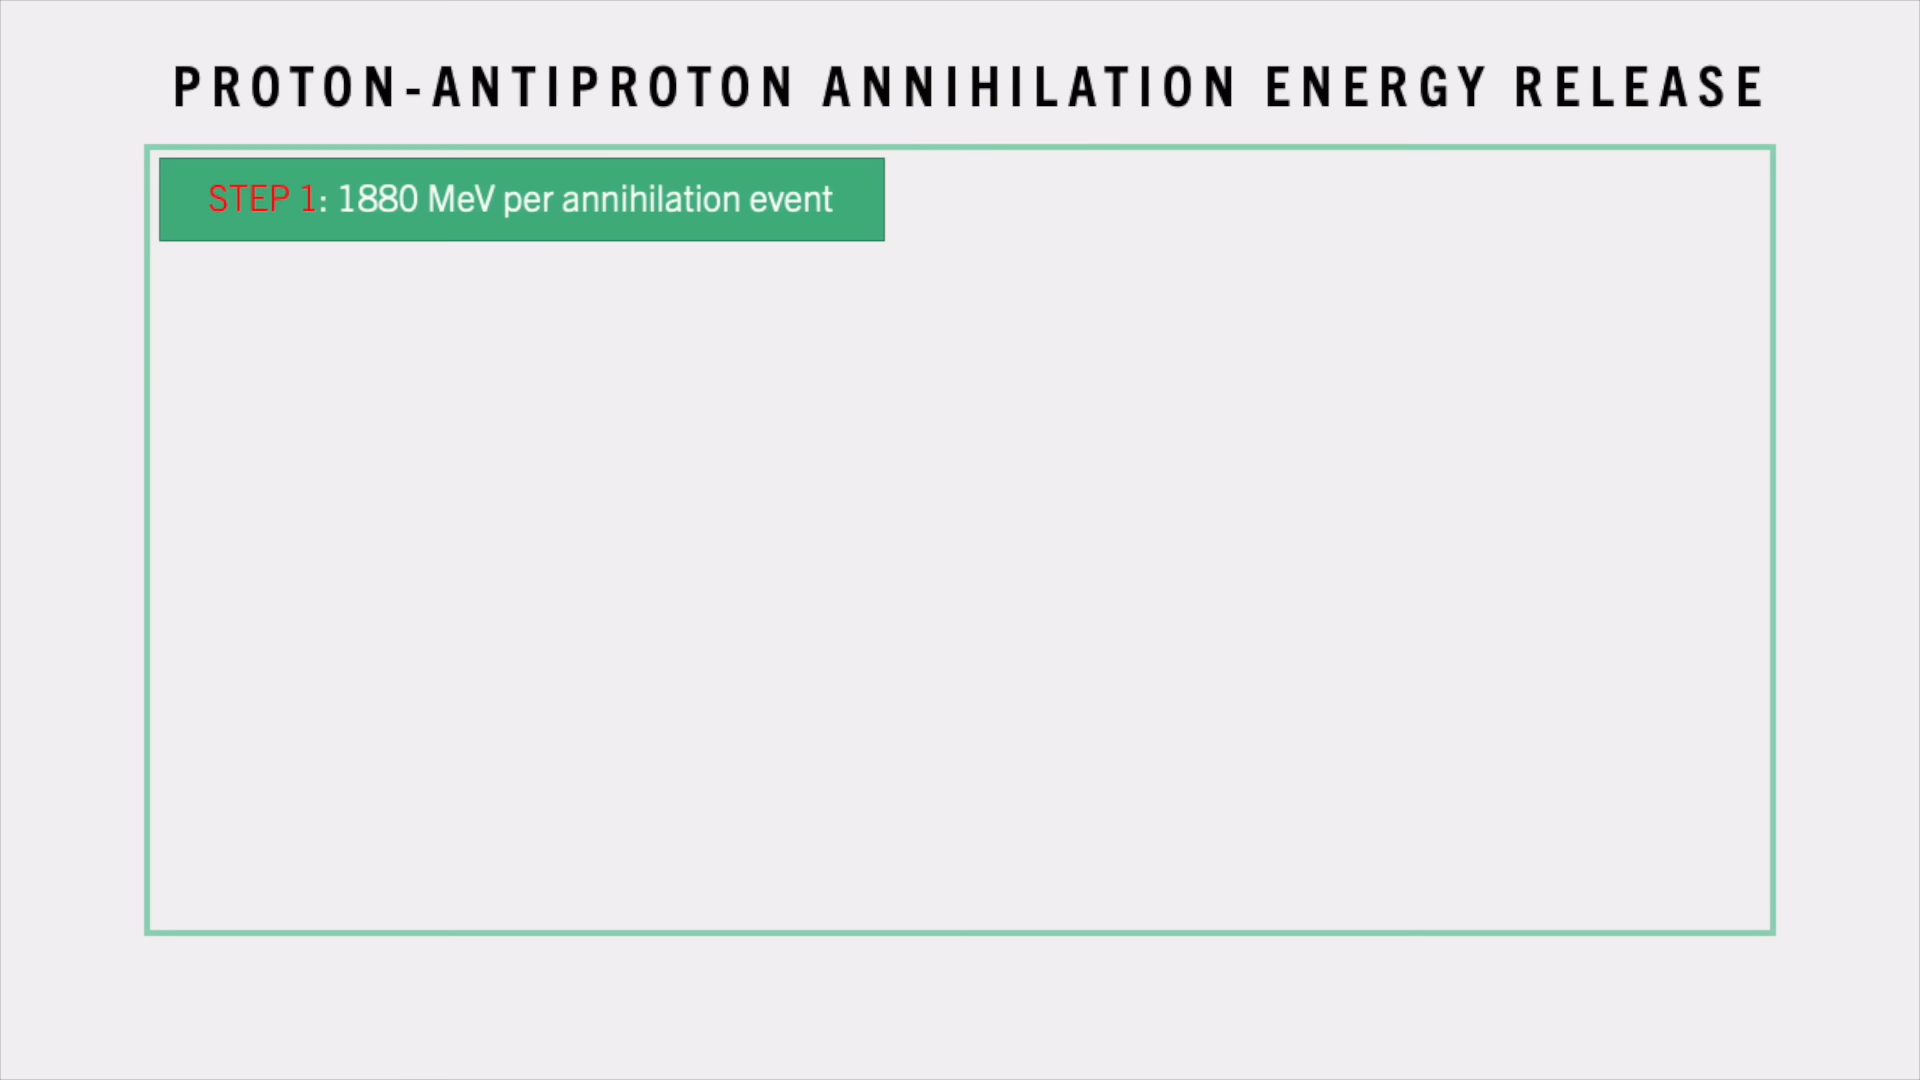 PROTON-ANTIPROTON ANNIHILATION ENERGY RELEASE
STEP 1: 1880 MeV per annihilation event